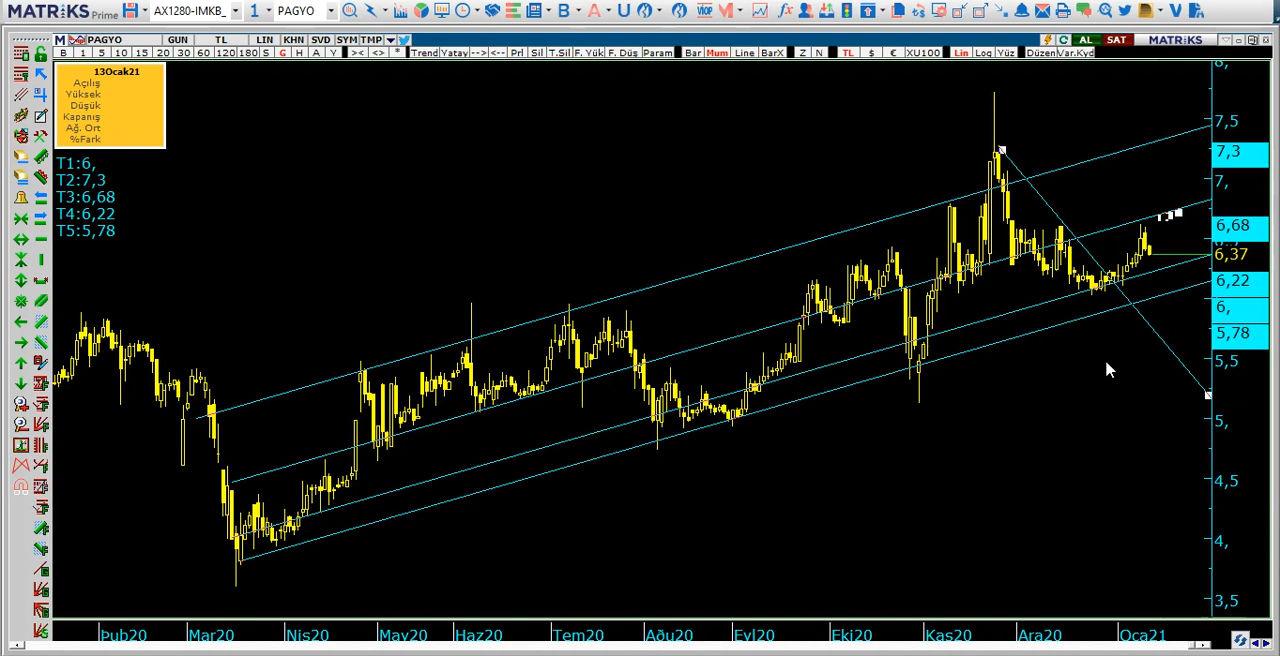 MATRİKS Prime AX1280-IMKB_ 1 PAGYO
M PAGYO GUN TL LIN KHN SVD SYM TMP AL SAT MATRİKS
B 1 5 10 15 20 30 60 120 180 S G H A Y >< <> * Trend Yatay --> <-- Prl Sil T.Sil F. Yük F. Düş Param Bar Mum Line BarX Z N TL $ € XU100 Lin Log Yüz Düzen Var.Kyd
13Ocak21
Açılış
Yüksek
Düşük
Kapanış
Ağ. Ort
%Fark
T1:6,
T2:7,3
T3:6,68
T4:6,22
T5:5,78
8,
7,5
7,3
7,
6,68
6,37
6,22
6,
5,78
5,5
5,
4,5
4,
3,5
Þub20 Mar20 Nis20 May20 Haz20 Tem20 Aðu20 Eyl20 Eki20 Kas20 Ara20 Oca21